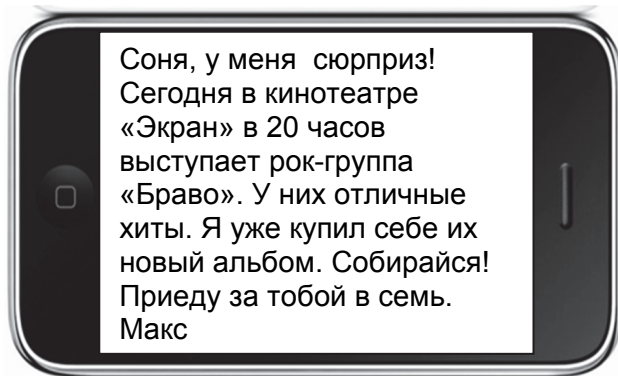 Соня, у меня  сюрприз!
Сегодня в кинотеатре
«Экран» в 20 часов
выступает рок-группа
«Браво». У них отличные
хиты. Я уже купил себе их
новый альбом. Собирайся!
Приеду за тобой в семь.
Макс